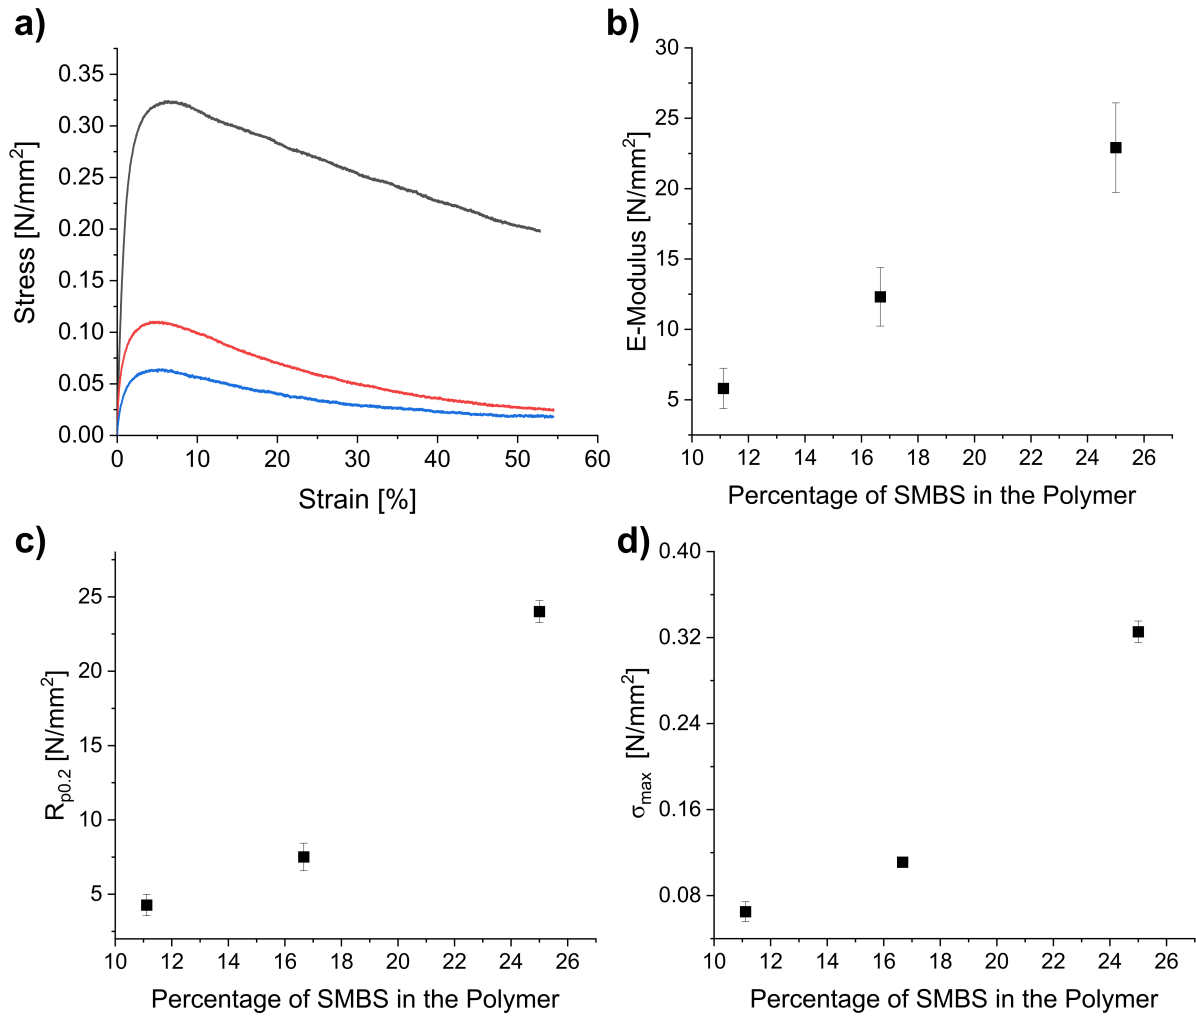 a)
0.35
0.30
0.25
0.20
0.15
0.10
0.05
0.00
Stress [N/mm²]
0 10 20 30 40 50 60
Strain [%]
b)
30
25
20
15
10
5
E-Modulus [N/mm²]
10 12 14 16 18 20 22 24 26
Percentage of SMBS in the Polymer
c)
25
20
15
10
5
Rp0.2 [N/mm²]
10 12 14 16 18 20 22 24 26
Percentage of SMBS in the Polymer
d)
0.40
0.32
0.24
0.16
0.08
σmax [N/mm²]
10 12 14 16 18 20 22 24 26
Percentage of SMBS in the Polymer